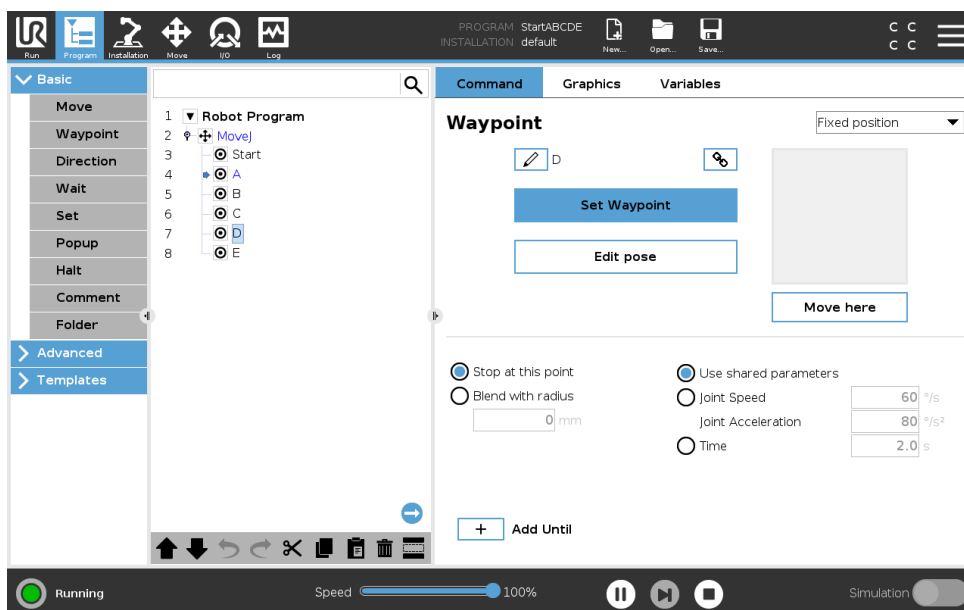 PROGRAM StartABCDE
INSTALLATION default
UR
Run Program Installation Move I/O Log New... Open... Save...
C C
C C
Basic
Move
Waypoint
Direction
Wait
Set
Popup
Halt
Comment
Folder
Advanced
Templates
1 Robot Program
2 MoveJ
3 Start
4 A
5 B
6 C
7 D
8 E
Command Graphics Variables
Waypoint
Fixed position
D
Set Waypoint
Edit pose
Move here
Stop at this point
Blend with radius
0 mm
Use shared parameters
Joint Speed 60 °/s
Joint Acceleration 80 °/s²
Time 2.0 s
+ Add Until
Running
Speed 100%
Simulation